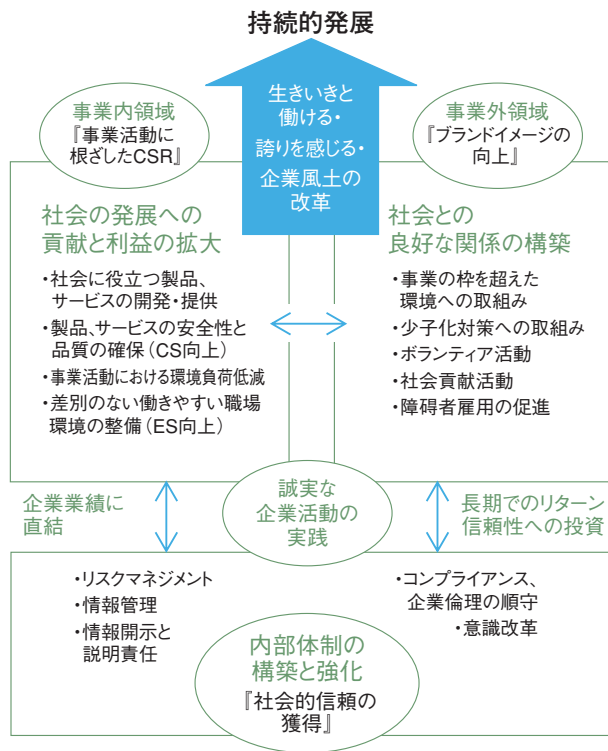 持続的発展
生きいきと
働ける・
誇りを感じる・
企業風土の
改革
事業内領域
『事業活動に
根ざしたCSR』
事業外領域
『ブランドイメージの
向上』
社会の発展への
貢献と利益の拡大
・社会に役立つ製品、
サービスの開発・提供
・製品、サービスの安全性と
品質の確保（CS向上）
・事業活動における環境負荷低減
・差別のない働きやすい職場
環境の整備（ES向上）
社会との
良好な関係の構築
・事業の枠を超えた
環境への取組み
・少子化対策への取組み
・ボランティア活動
・社会貢献活動
・障碍者雇用の促進
企業業績に
直結
誠実な
企業活動の
実践
長期でのリターン
信頼性への投資
・リスクマネジメント
・情報管理
・情報開示と
説明責任
・コンプライアンス、
企業倫理の順守
・意識改革
内部体制の
構築と強化
『社会的信頼の
獲得』